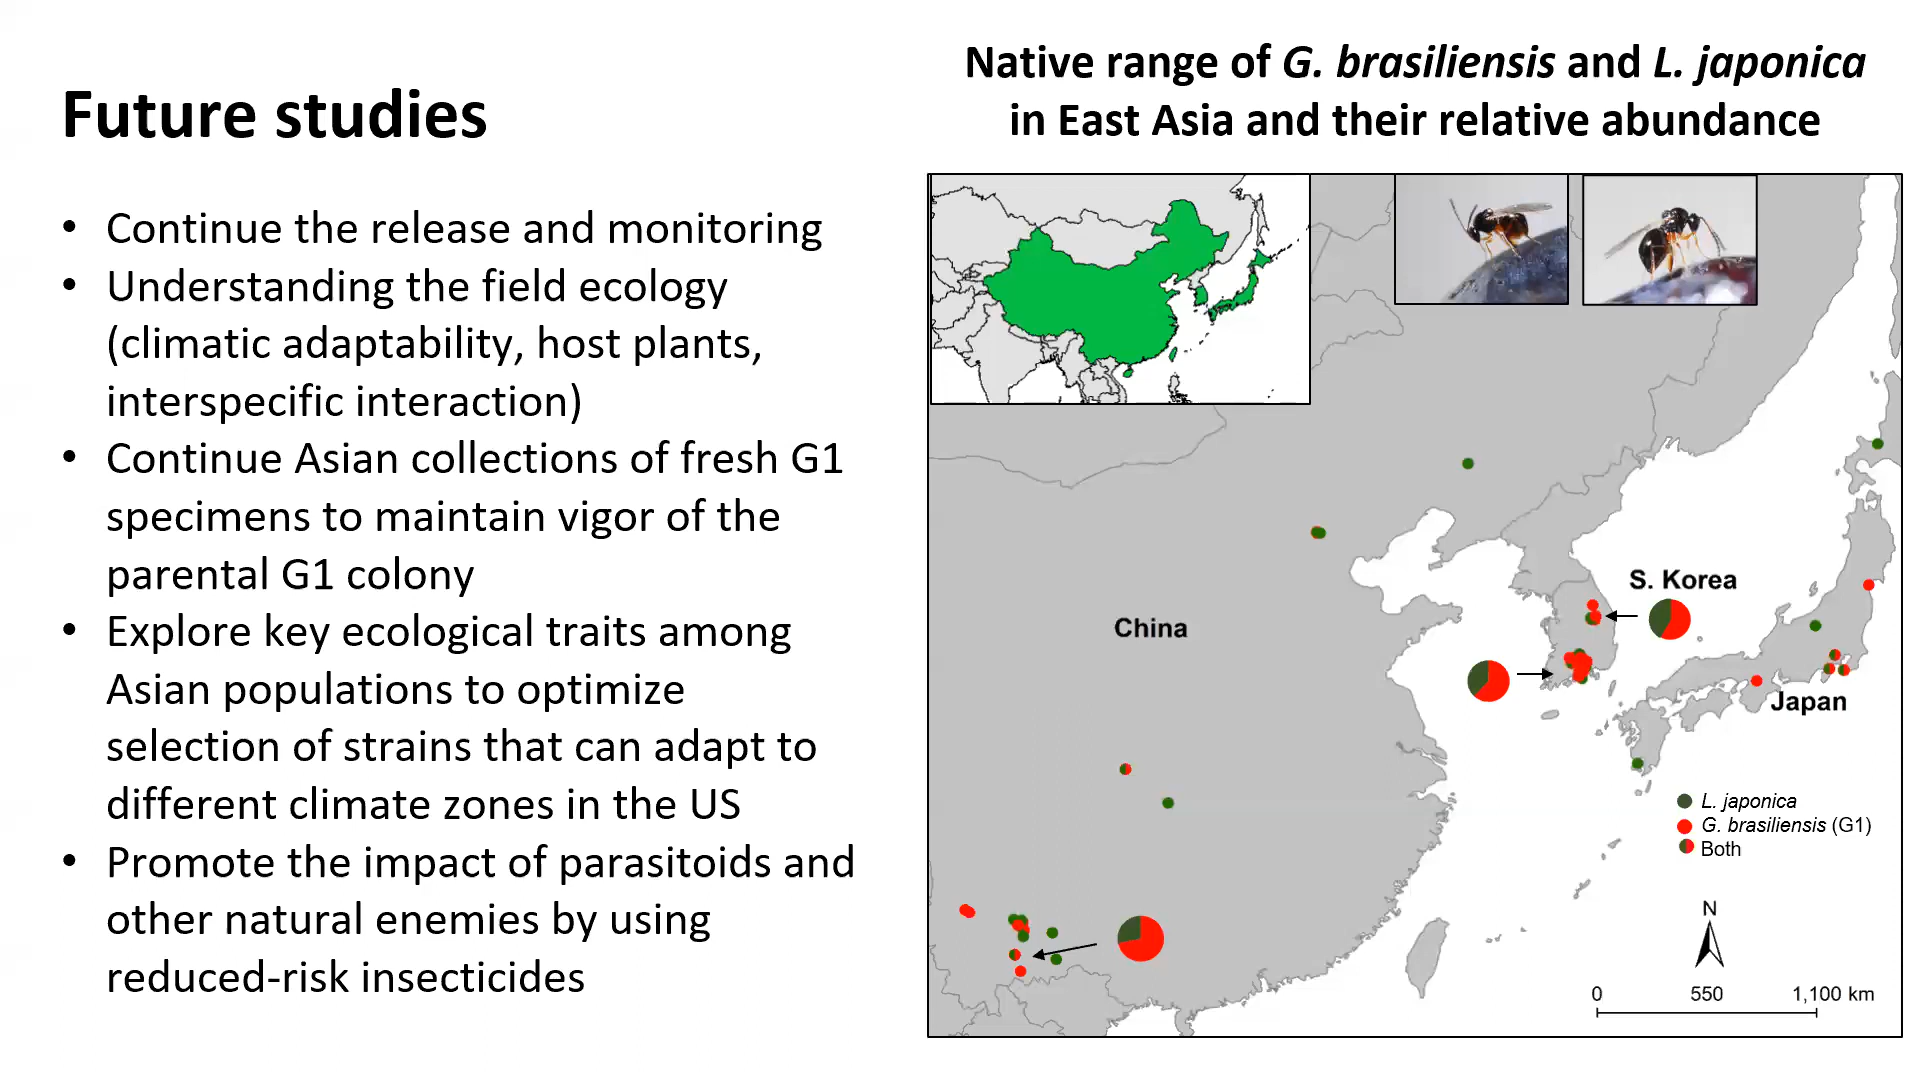 Future studies
• Continue the release and monitoring
• Understanding the field ecology
(climatic adaptability, host plants,
interspecific interaction)
• Continue Asian collections of fresh G1
specimens to maintain vigor of the
parental G1 colony
• Explore key ecological traits among
Asian populations to optimize
selection of strains that can adapt to
different climate zones in the US
• Promote the impact of parasitoids and
other natural enemies by using
reduced-risk insecticides
Native range of G. brasiliensis and L. japonica
in East Asia and their relative abundance
S. Korea
China
Japan
L. japonica
G. brasiliensis (G1)
Both
N
0 550 1,100 km